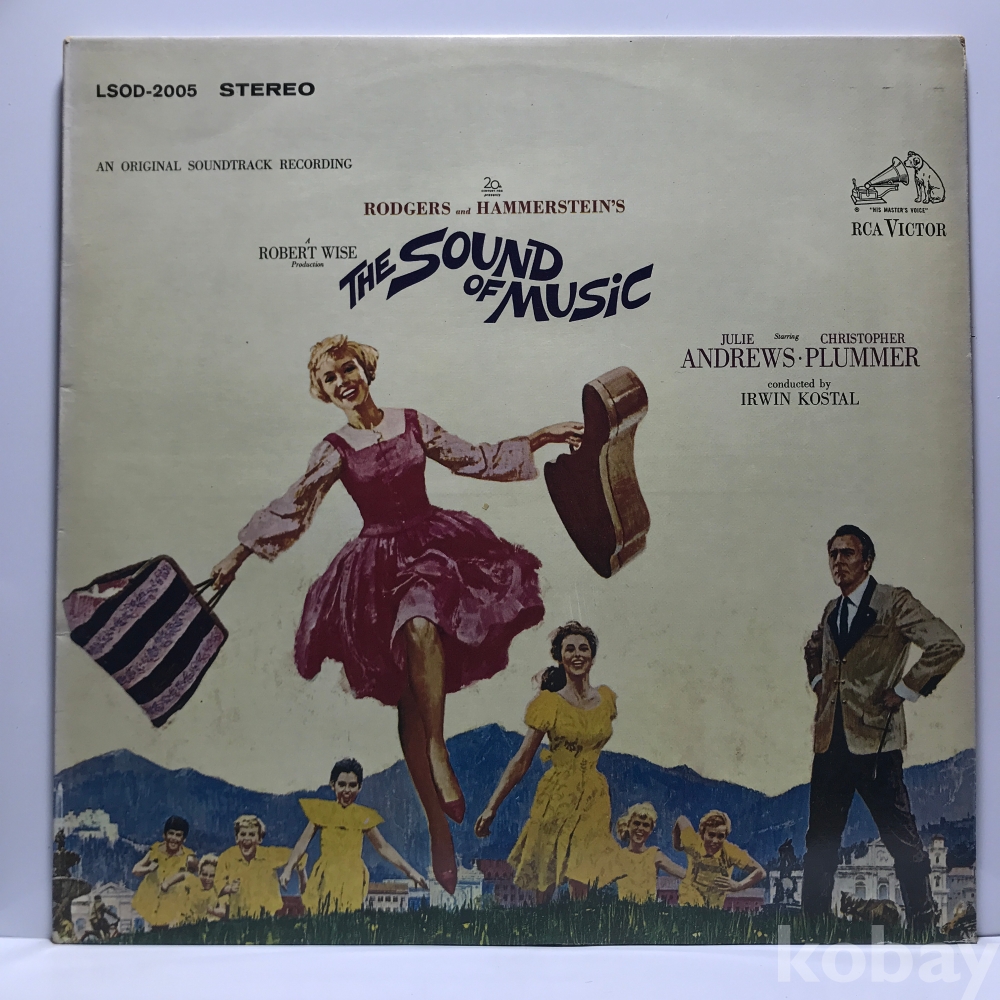 LSOD-2005 STEREO
AN ORIGINAL SOUNDTRACK RECORDING
20
CENTURY FOX
presents
RODGERS and HAMMERSTEIN'S
A
ROBERT WISE
Production
THE SOUND
OF MUSIC
"HIS MASTER'S VOICE"
RCA VICTOR
JULIE Starring CHRISTOPHER
ANDREWS · PLUMMER
conducted by
IRWIN KOSTAL
kobay